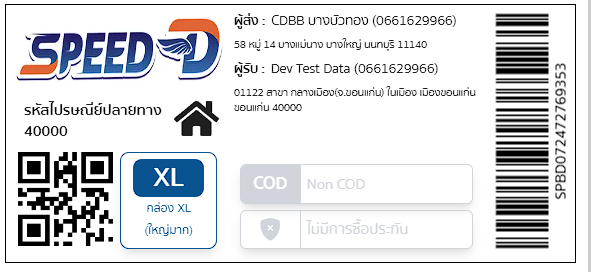 SPEED-D
ผู้ส่ง : CDBB บางบัวทอง (0661629966)
58 หมู่ 14 บางแม่นาง บางใหญ่ นนทบุรี 11140
ผู้รับ : Dev Test Data (0661629966)
01122 สาขา กลางเมือง(จ.ขอนแก่น) ในเมือง เมืองขอนแก่น
ขอนแก่น 40000
รหัสไปรษณีย์ปลายทาง
40000
XL
กล่อง XL
(ใหญ่มาก)
COD Non COD
ไม่มีการซื้อประกัน
SPBD072472769353